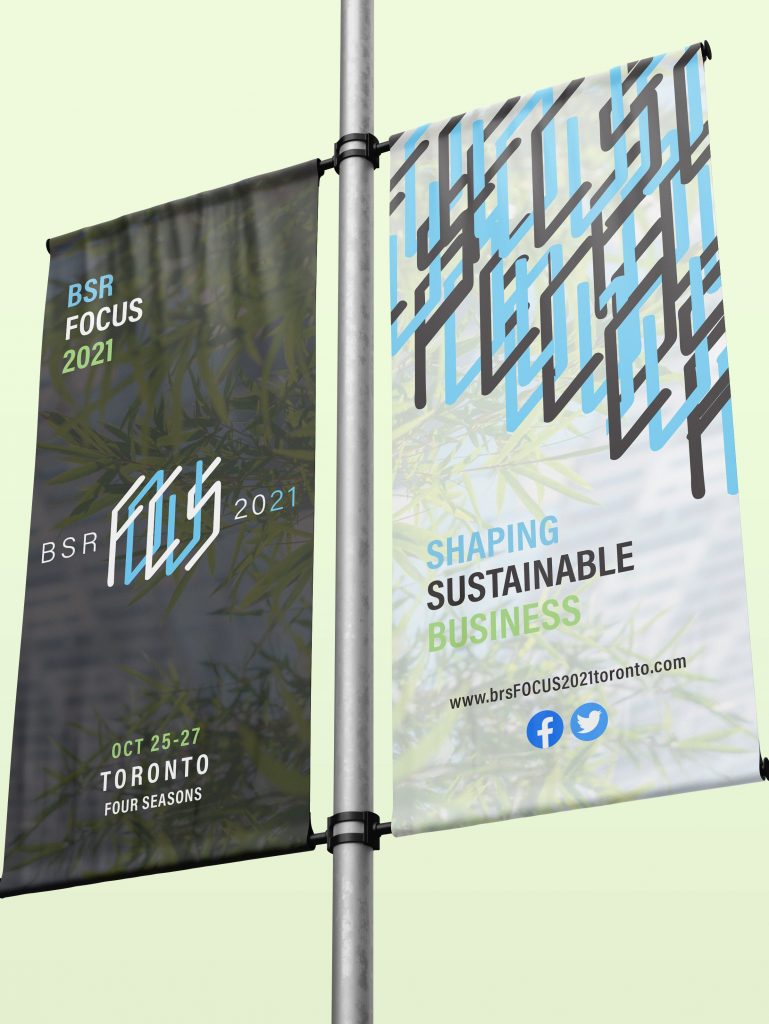 BSR
FOCUS
2021
BSR FOCUS 2021
OCT 25-27
TORONTO
FOUR SEASONS
SHAPING
SUSTAINABLE
BUSINESS
www.brsFOCUS2021toronto.com